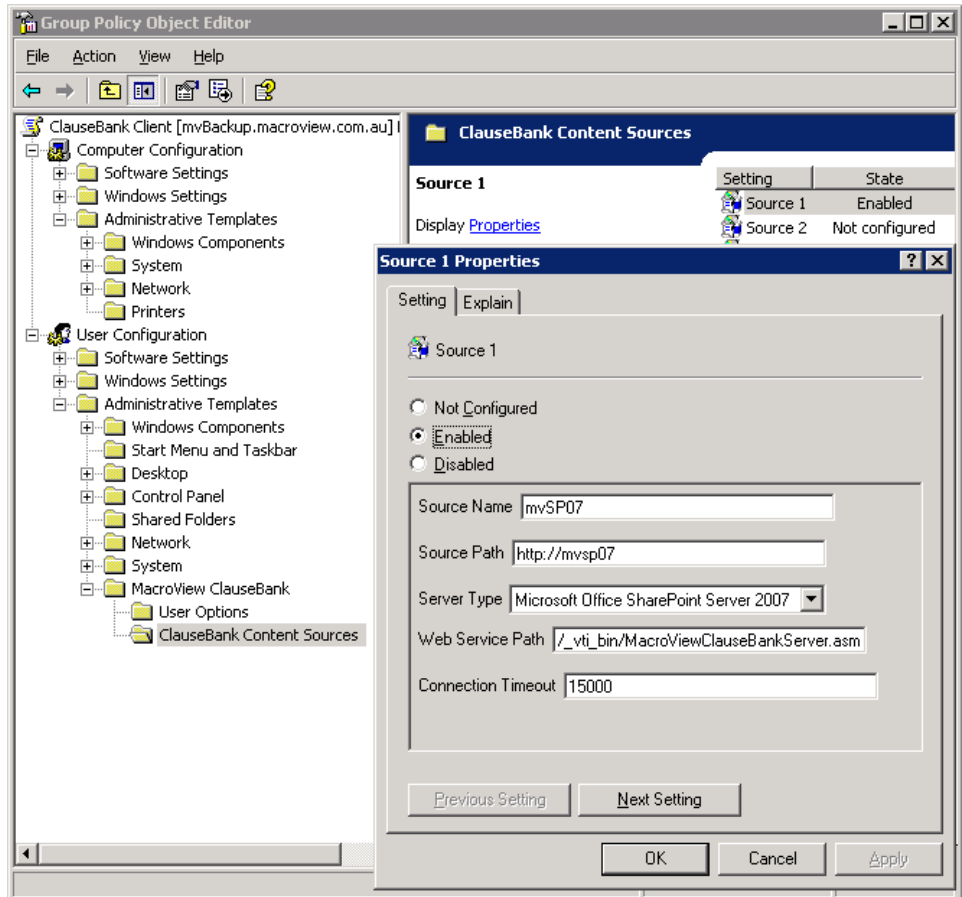 Group Policy Object Editor
File Action View Help
ClauseBank Client [mvBackup.macroview.com.au]
Computer Configuration
Software Settings
Windows Settings
Administrative Templates
Windows Components
System
Network
Printers
User Configuration
Software Settings
Windows Settings
Administrative Templates
Windows Components
Start Menu and Taskbar
Desktop
Control Panel
Shared Folders
Network
System
MacroView ClauseBank
User Options
ClauseBank Content Sources
ClauseBank Content Sources
Source 1
Display Properties
Setting State
Source 1 Enabled
Source 2 Not configured
Source 1 Properties
Setting Explain
Source 1
Not Configured
Enabled
Disabled
Source Name mvSP07
Source Path http://mvsp07
Server Type Microsoft Office SharePoint Server 2007
Web Service Path /_vti_bin/MacroViewClauseBankServer.asm
Connection Timeout 15000
Previous Setting Next Setting
OK Cancel Apply